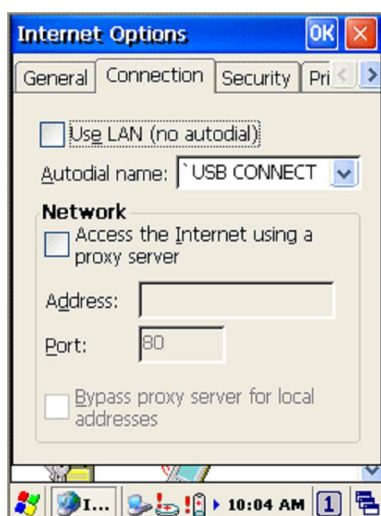 Internet Options OK
General Connection Security Pri
Use LAN (no autodial)
Autodial name: `USB CONNECT
Network
Access the Internet using a
proxy server
Address:
Port: 80
Bypass proxy server for local
addresses
I... 10:04 AM 1